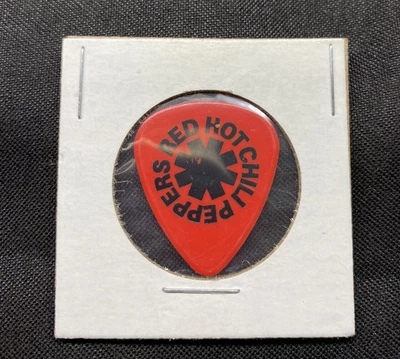 RED HOT CHILI PEPPERS